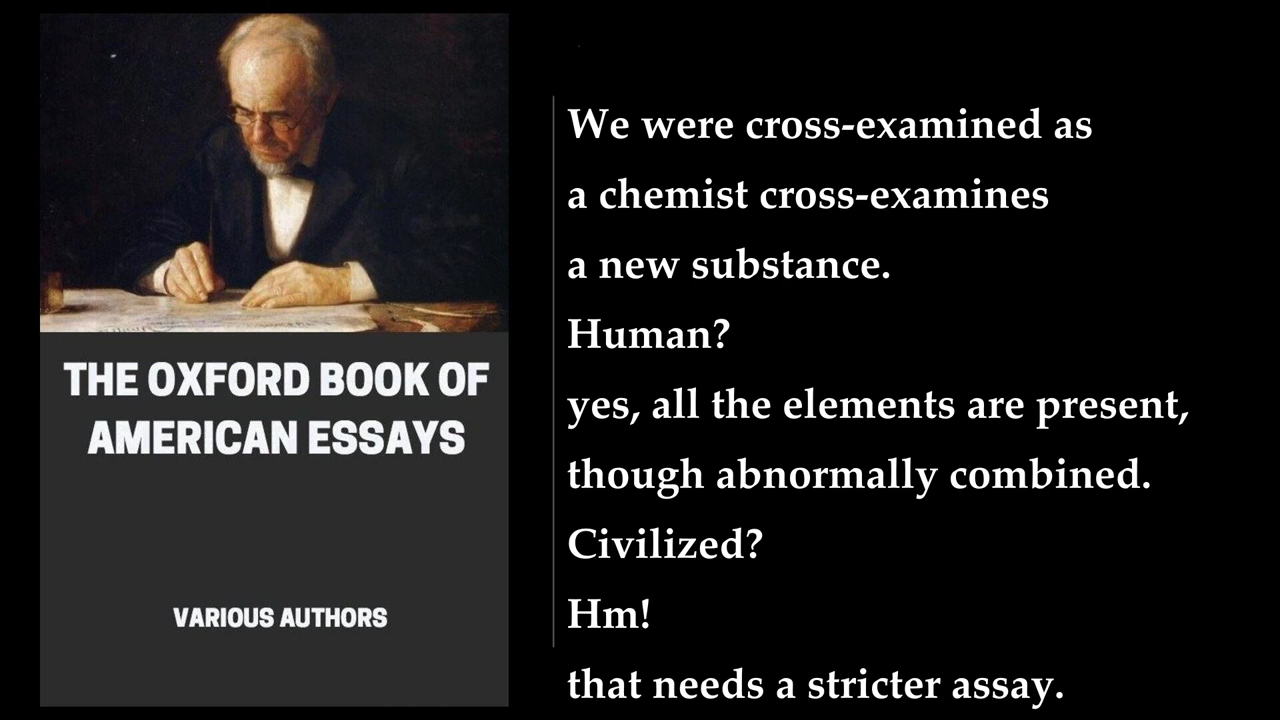 THE OXFORD BOOK OF
AMERICAN ESSAYS
VARIOUS AUTHORS
We were cross-examined as
a chemist cross-examines
a new substance.
Human?
yes, all the elements are present,
though abnormally combined.
Civilized?
Hm!
that needs a stricter assay.